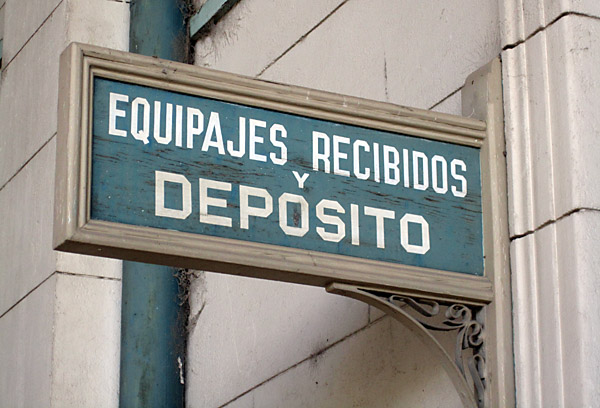 EQUIPAJES RECIBIDOS
Y
DEPÓSITO